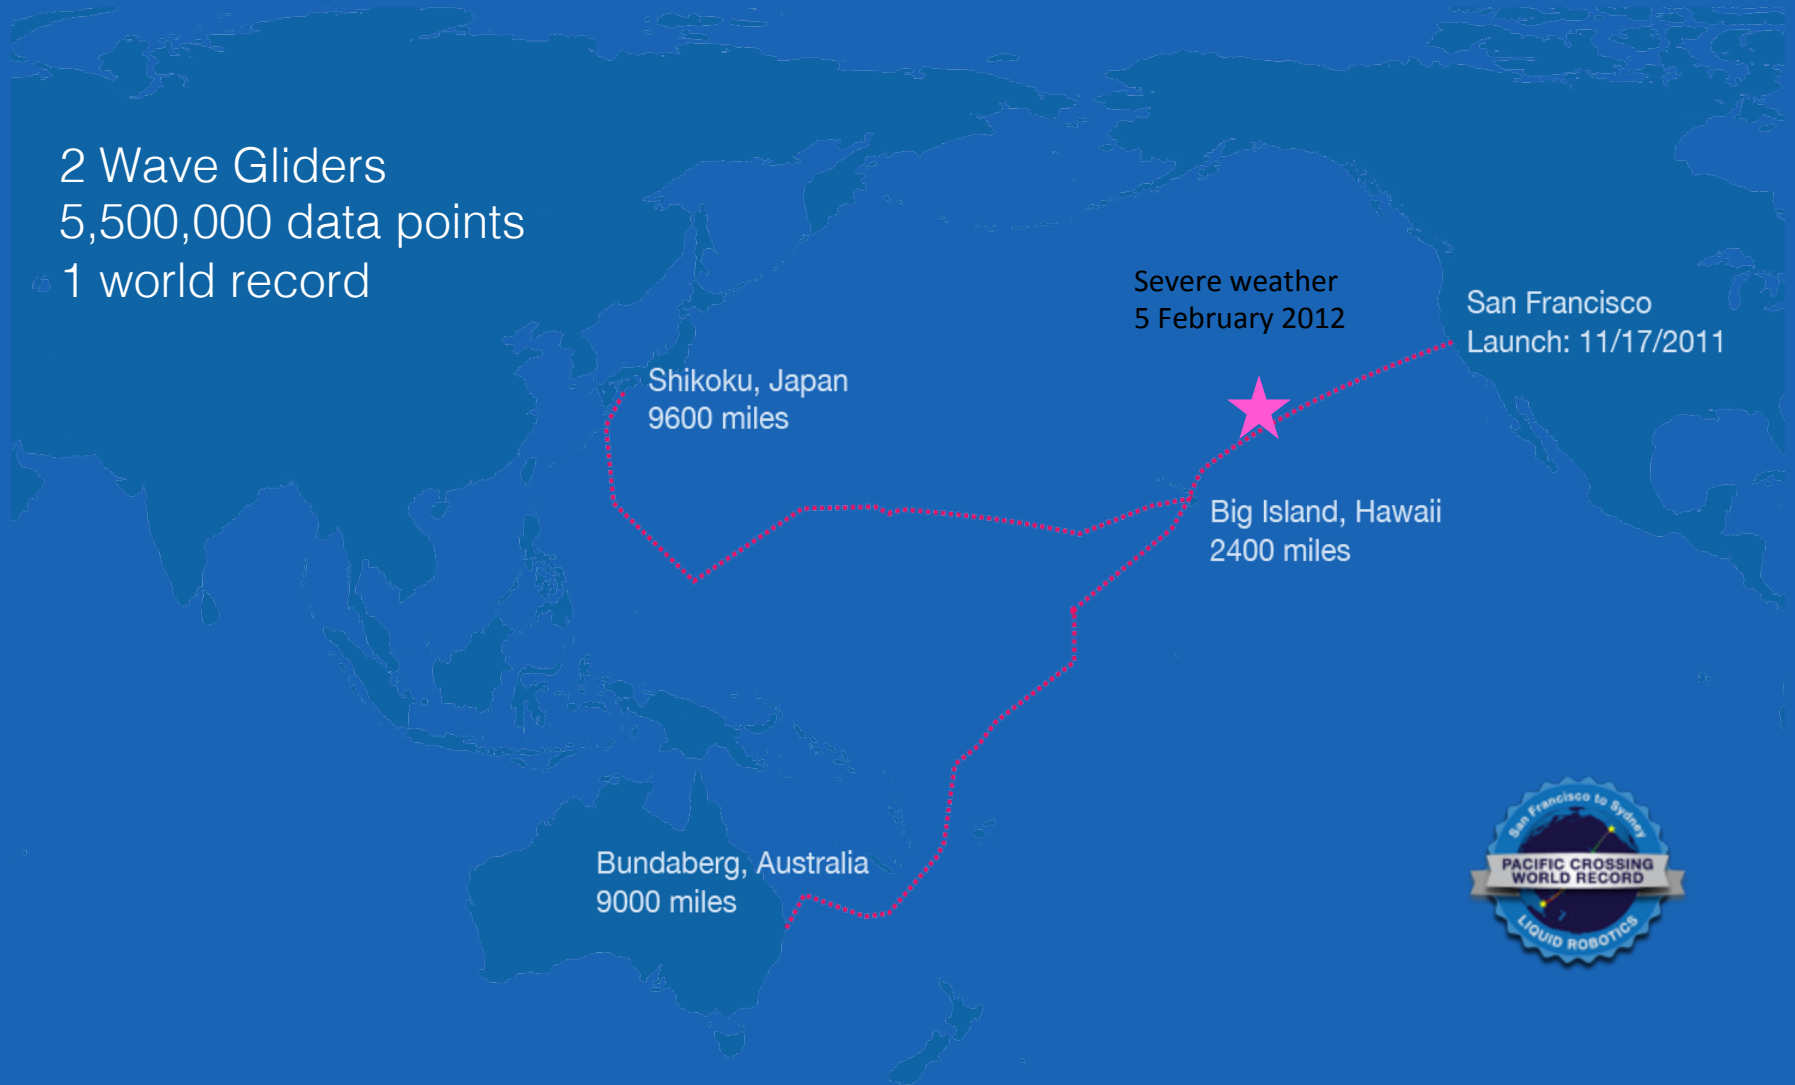 2 Wave Gliders
5,500,000 data points
1 world record
Severe weather
5 February 2012
San Francisco
Launch: 11/17/2011
Shikoku, Japan
9600 miles
Big Island, Hawaii
2400 miles
Bundaberg, Australia
9000 miles
San Francisco to Sydney
PACIFIC CROSSING
WORLD RECORD
LIQUID ROBOTICS